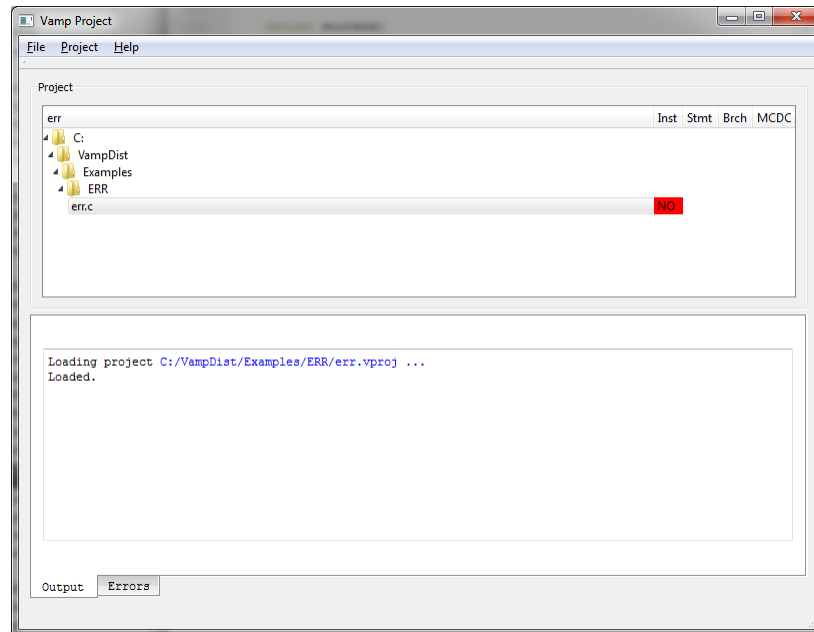 Vamp Project
File Project Help
Project
err Inst Stmt Brch MCDC
C:
VampDist
Examples
ERR
err.c NO
Loading project C:/VampDist/Examples/ERR/err.vproj ...
Loaded.
Output Errors